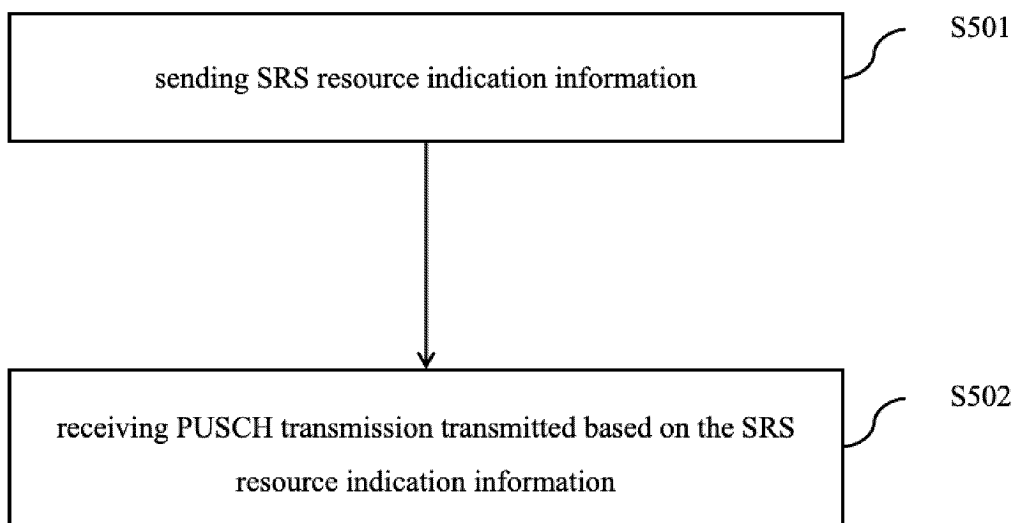 S501
sending SRS resource indication information
S502
receiving PUSCH transmission transmitted based on the SRS
resource indication information